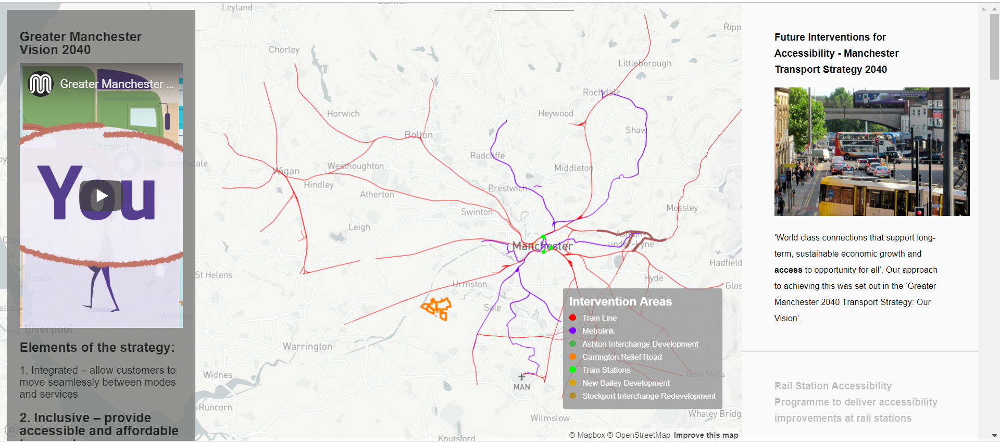 Greater Manchester
Vision 2040
Greater Manchester ...
You
Elements of the strategy:
1. Integrated – allow customers to
move seamlessly between modes
and services
2. Inclusive – provide
accessible and affordable
Leyland
Darwen
Chorley
Ripp
Littleborough
Southport
Rochdale
Horwich
Heywood
Shaw
Bolton
Ormskirk
Skelmersdale
Radcliffe
Wigan
Westhoughton
Middleton
Hindley
Prestwich
Atherton
Mossley
Swinton
Leigh
Ashton-
under-Lyne
Crosby
Manchester
Hadfield
St Helens
Bootle
Hyde
Urmston
Glos
Sale
Whiston
Liverpool
Stockport
Warrington
Widnes
New Mills
MAN
Runcorn
Wilmslow
Whaley Bridg
Knutsford
Intervention Areas
Train Line
Metrolink
Ashton Interchange Development
Carrington Relief Road
Train Stations
New Bailey Development
Stockport Interchange Redevelopment
© Mapbox © OpenStreetMap Improve this map
Future Interventions for
Accessibility - Manchester
Transport Strategy 2040
‘World class connections that support long-
term, sustainable economic growth and
access to opportunity for all’. Our approach
to achieving this was set out in the ‘Greater
Manchester 2040 Transport Strategy: Our
Vision’.
Rail Station Accessibility
Programme to deliver accessibility
improvements at rail stations